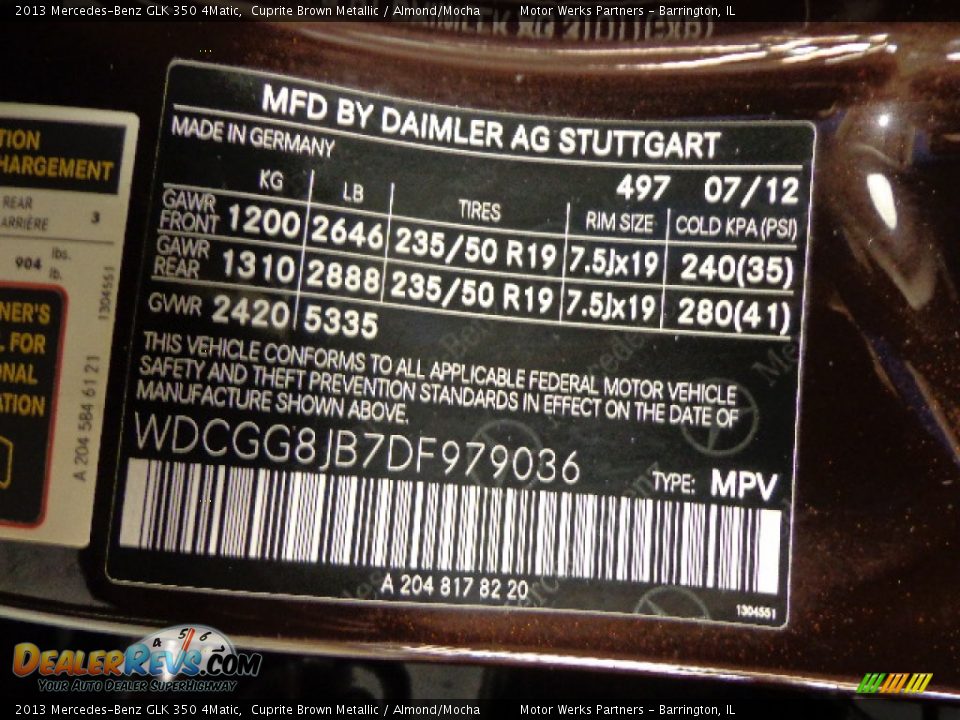 2013 Mercedes-Benz GLK 350 4Matic, Cuprite Brown Metallic / Almond/Mocha Motor Werks Partners - Barrington, IL
MFD BY DAIMLER AG STUTTGART
MADE IN GERMANY
497 07/12
KG LB TIRES RIM SIZE COLD KPA(PSI)
GAWR FRONT 1200 2646 235/50 R19 7.5Jx19 240(35)
GAWR REAR 1310 2888 235/50 R19 7.5Jx19 280(41)
GVWR 2420 5335
THIS VEHICLE CONFORMS TO ALL APPLICABLE FEDERAL MOTOR VEHICLE
SAFETY AND THEFT PREVENTION STANDARDS IN EFFECT ON THE DATE OF
MANUFACTURE SHOWN ABOVE.
WDCGG8JB7DF979036
TYPE: MPV
A 204 817 82 20
1304551
HARGEMENT
REAR
ARRIÈRE 3
904 lbs.
lb.
1304551
A 204 584 61 21
NER'S
FOR
DEALERREVS.COM
YOUR AUTO DEALER SUPERHIGHWAY
2013 Mercedes-Benz GLK 350 4Matic, Cuprite Brown Metallic / Almond/Mocha Motor Werks Partners - Barrington, IL